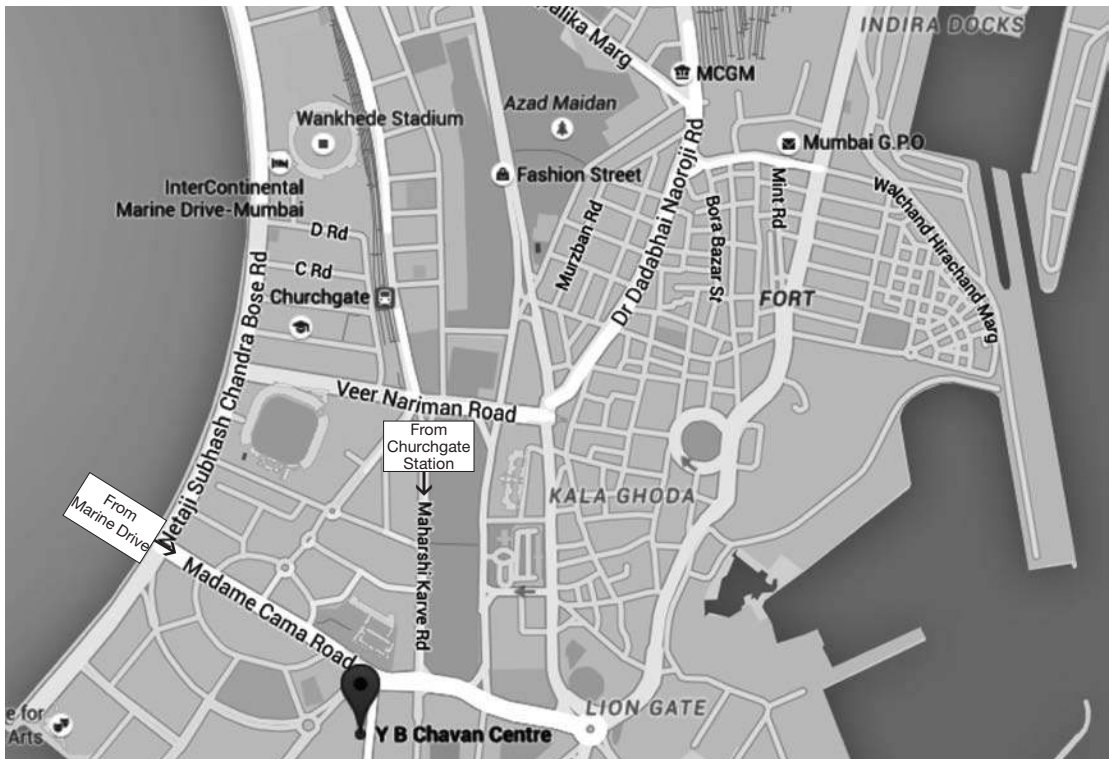 INDIRA DOCKS
alika Marg
MCGM
Azad Maidan
Wankhede Stadium
Mumbai G.P.O
Fashion Street
InterContinental
Marine Drive-Mumbai
Walchand Hirachand Marg
Mint Rd
Bora Bazar St
Dr Dadabhai Naoroji Rd
Murzban Rd
D Rd
C Rd
Churchgate
FORT
Netaji Subhash Chandra Bose Rd
Veer Nariman Road
From
Churchgate
Station
KALA GHODA
From
Marine Drive
Maharshi Karve Rd
Madame Cama Road
LION GATE
e for
Arts
Y B Chavan Centre